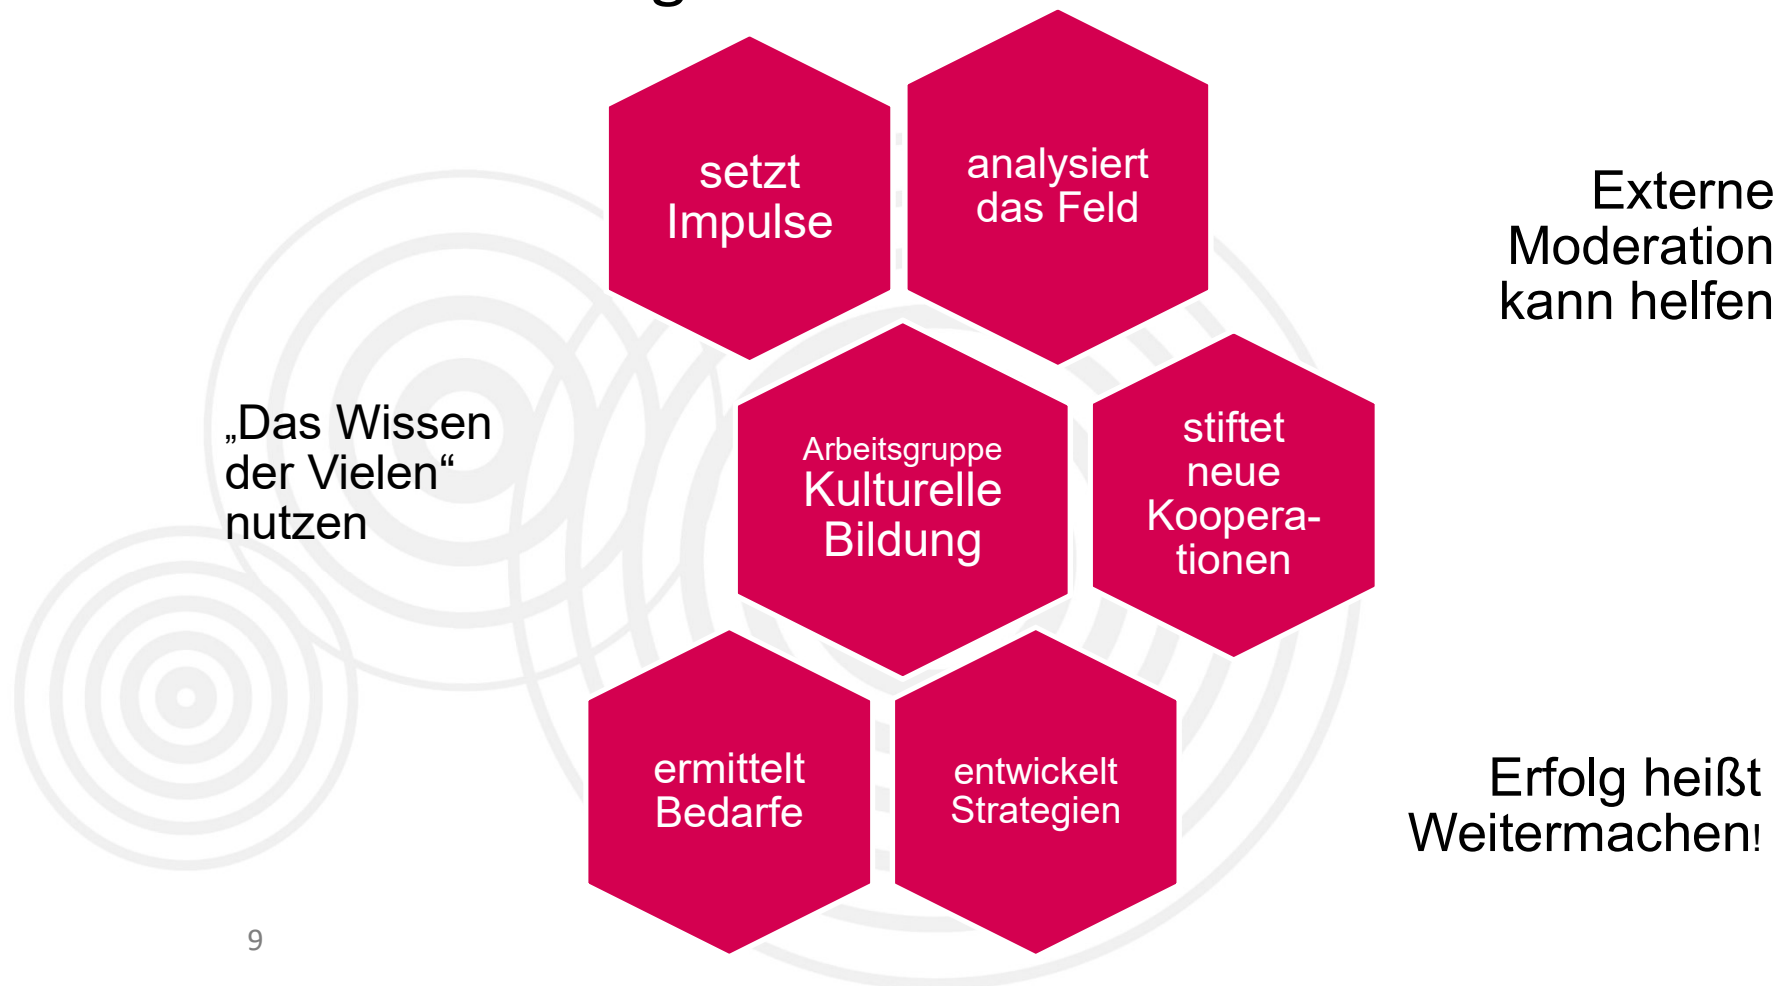 setzt
Impulse
analysiert
das Feld
Externe
Moderation
kann helfen
„Das Wissen
der Vielen“
nutzen
Arbeitsgruppe
Kulturelle
Bildung
stiftet
neue
Koopera-
tionen
ermittelt
Bedarfe
entwickelt
Strategien
Erfolg heißt
Weitermachen!
9